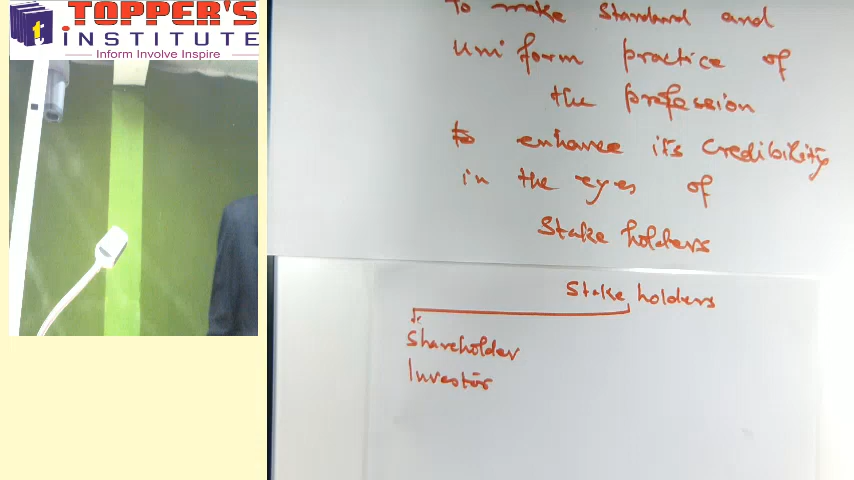 TOPPER'S
iNSTITUTE
Inform Involve Inspire
t
To make Standard and
uniform practice of
the profession
to enhance its credibility
in the eyes of
Stake holders
Stake holders
Shareholder
Investor